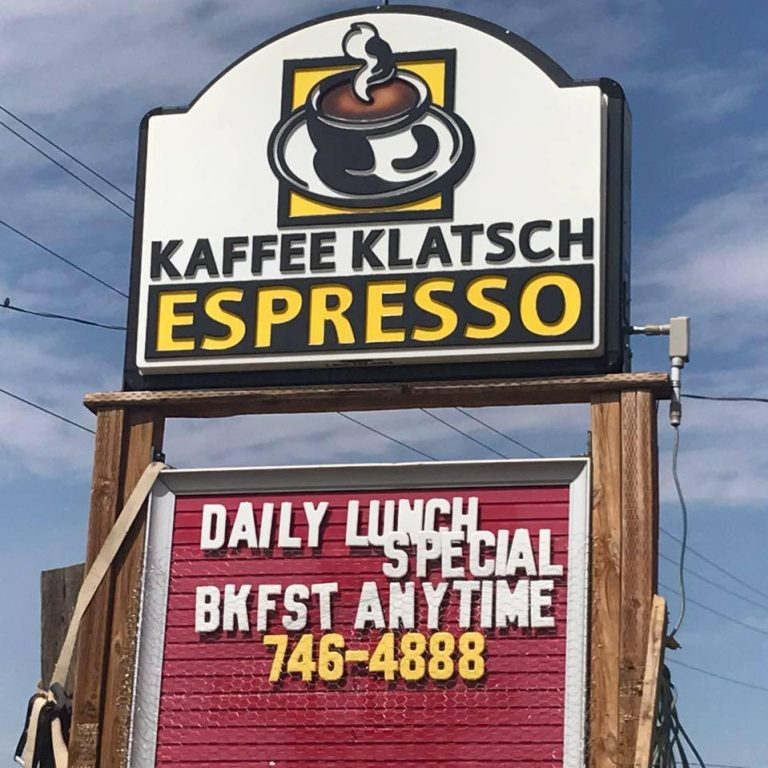 KAFFEE KLATSCH
ESPRESSO
DAILY LUNCH
SPECIAL
BKFST ANYTIME
746-4888